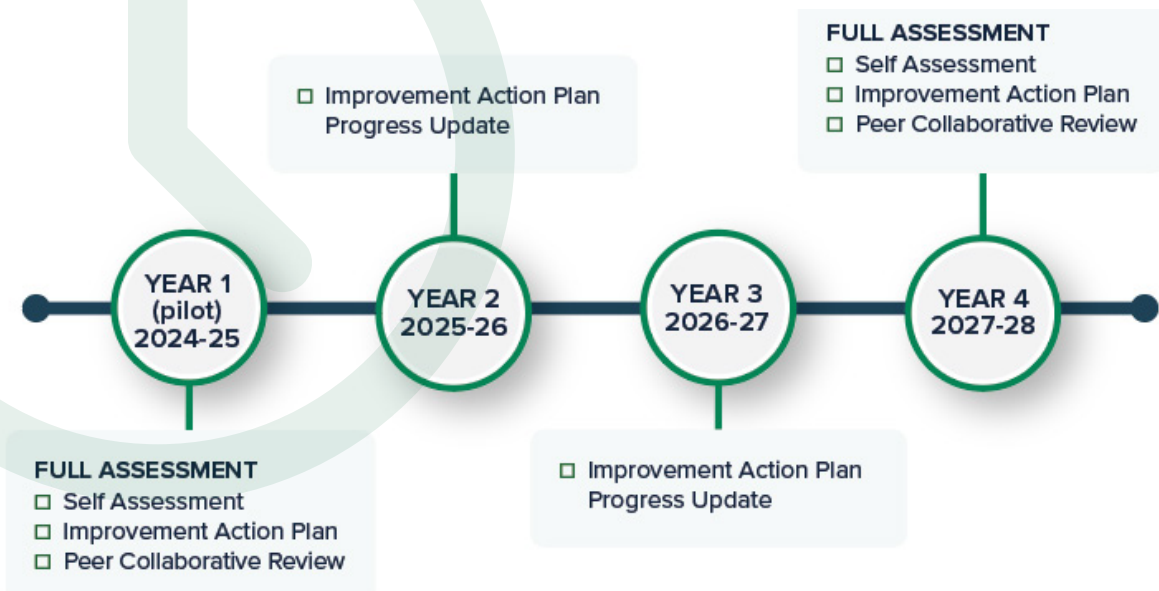 YEAR 1
(pilot)
2024-25
FULL ASSESSMENT
☐ Self Assessment
☐ Improvement Action Plan
☐ Peer Collaborative Review
YEAR 2
2025-26
☐ Improvement Action Plan
Progress Update
YEAR 3
2026-27
☐ Improvement Action Plan
Progress Update
YEAR 4
2027-28
FULL ASSESSMENT
☐ Self Assessment
☐ Improvement Action Plan
☐ Peer Collaborative Review